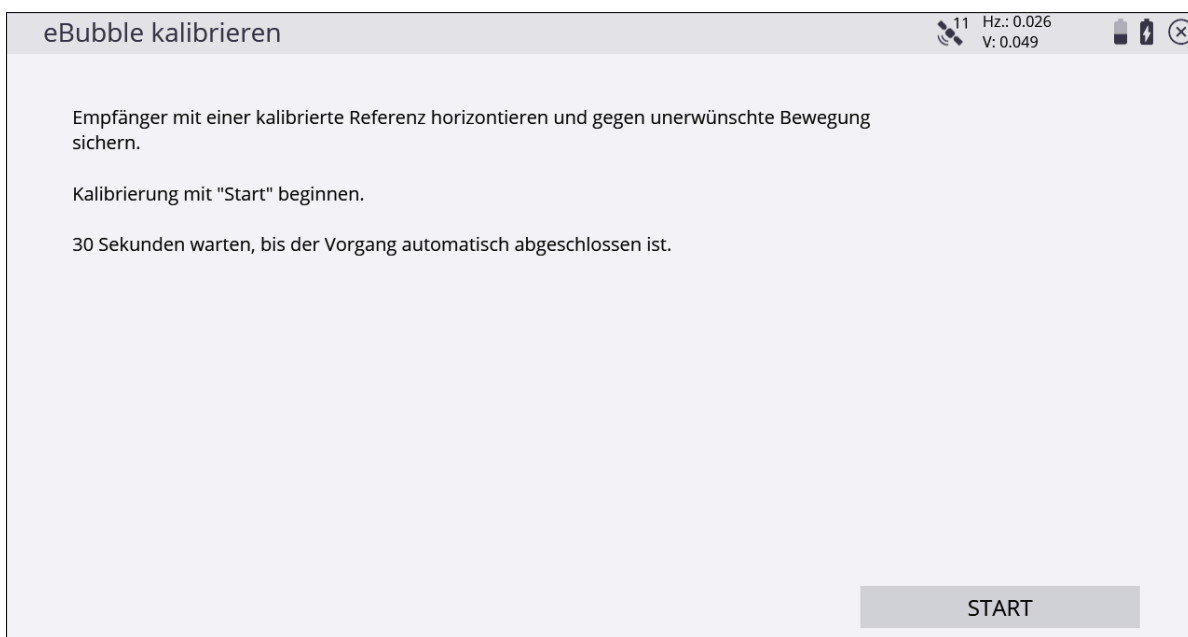 eBubble kalibrieren
11
Hz.: 0.026
V: 0.049
Empfänger mit einer kalibrierte Referenz horizontieren und gegen unerwünschte Bewegung
sichern.
Kalibrierung mit "Start" beginnen.
30 Sekunden warten, bis der Vorgang automatisch abgeschlossen ist.
START